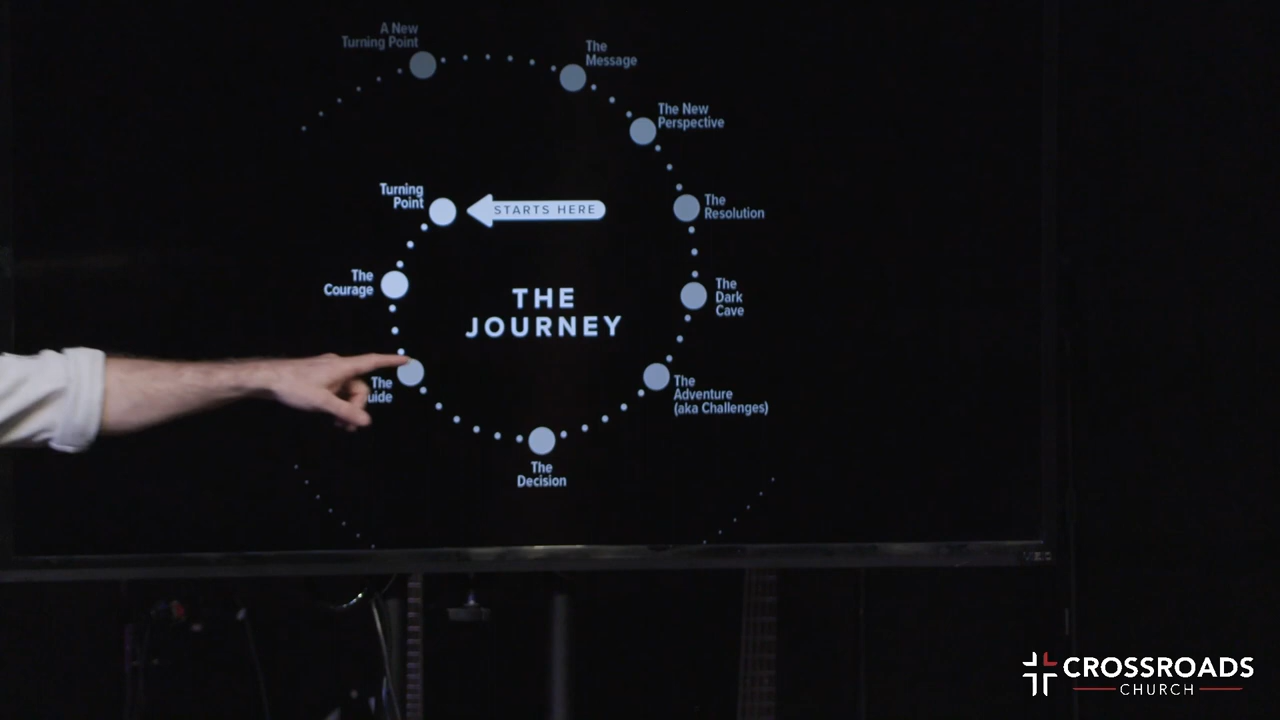 A New
Turning Point
The
Message
The New
Perspective
Turning
Point
STARTS HERE
The
Resolution
The
Courage
The
Dark
Cave
THE
JOURNEY
The
uide
The
Adventure
(aka Challenges)
The
Decision
CROSSROADS
CHURCH